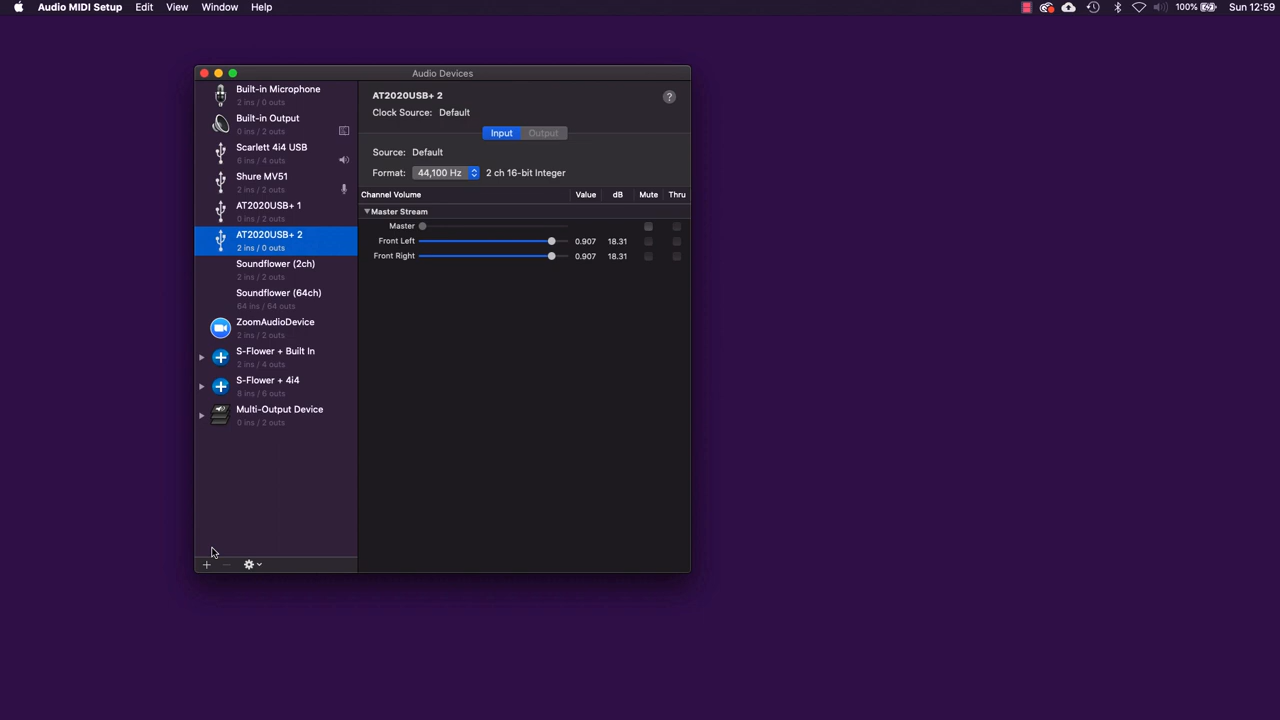 Audio MIDI Setup Edit View Window Help 100% Sun 12:59
Audio Devices
Built-in Microphone
2 ins / 0 outs
Built-in Output
0 ins / 2 outs
Scarlett 4i4 USB
6 ins / 4 outs
Shure MV51
2 ins / 2 outs
AT2020USB+ 1
0 ins / 2 outs
AT2020USB+ 2
2 ins / 0 outs
Soundflower (2ch)
2 ins / 2 outs
Soundflower (64ch)
64 ins / 64 outs
ZoomAudioDevice
2 ins / 2 outs
S-Flower + Built In
2 ins / 4 outs
S-Flower + 4i4
8 ins / 6 outs
Multi-Output Device
0 ins / 2 outs
AT2020USB+ 2
Clock Source: Default
Input Output
Source: Default
Format: 44,100 Hz 2 ch 16-bit Integer
Channel Volume Value dB Mute Thru
Master Stream
Master
Front Left 0.907 18.31
Front Right 0.907 18.31